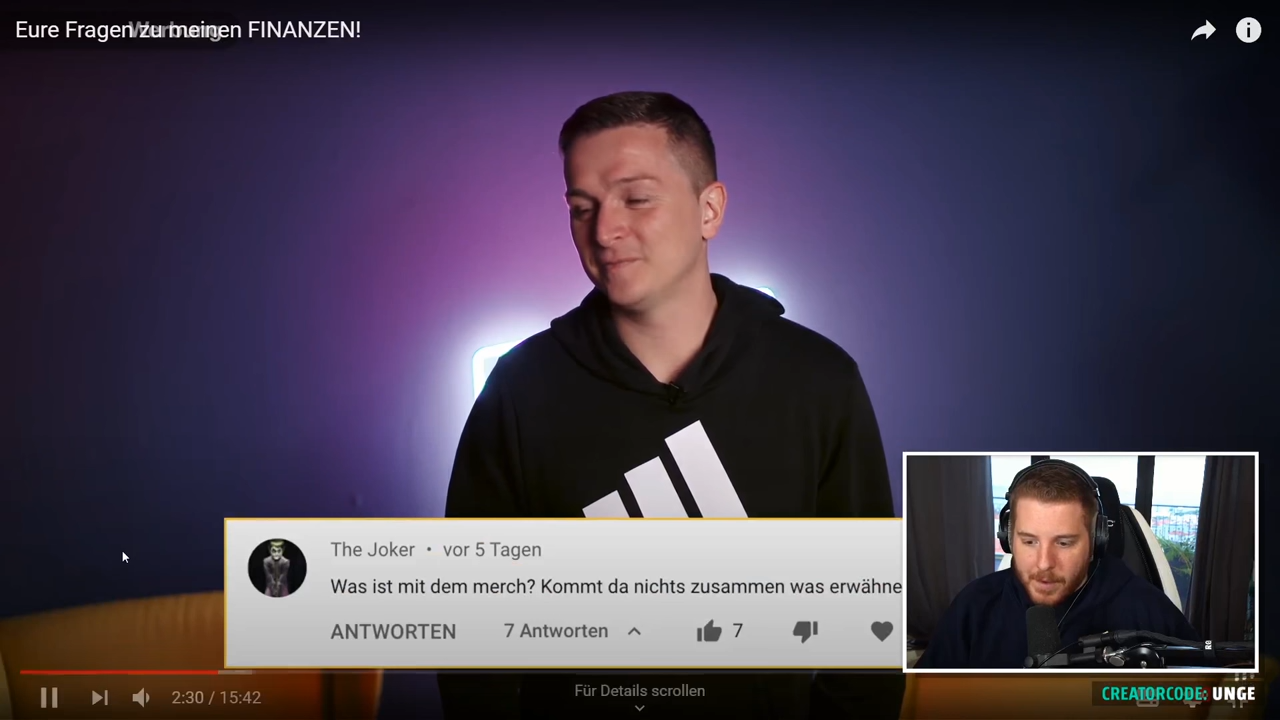 Eure Fragen zu meinen FINANZEN!
Werbung
The Joker • vor 5 Tagen
Was ist mit dem merch? Kommt da nichts zusammen was erwähne
ANTWORTEN 7 Antworten 7
2:30 / 15:42
Für Details scrollen
CREATORCODE: UNGE